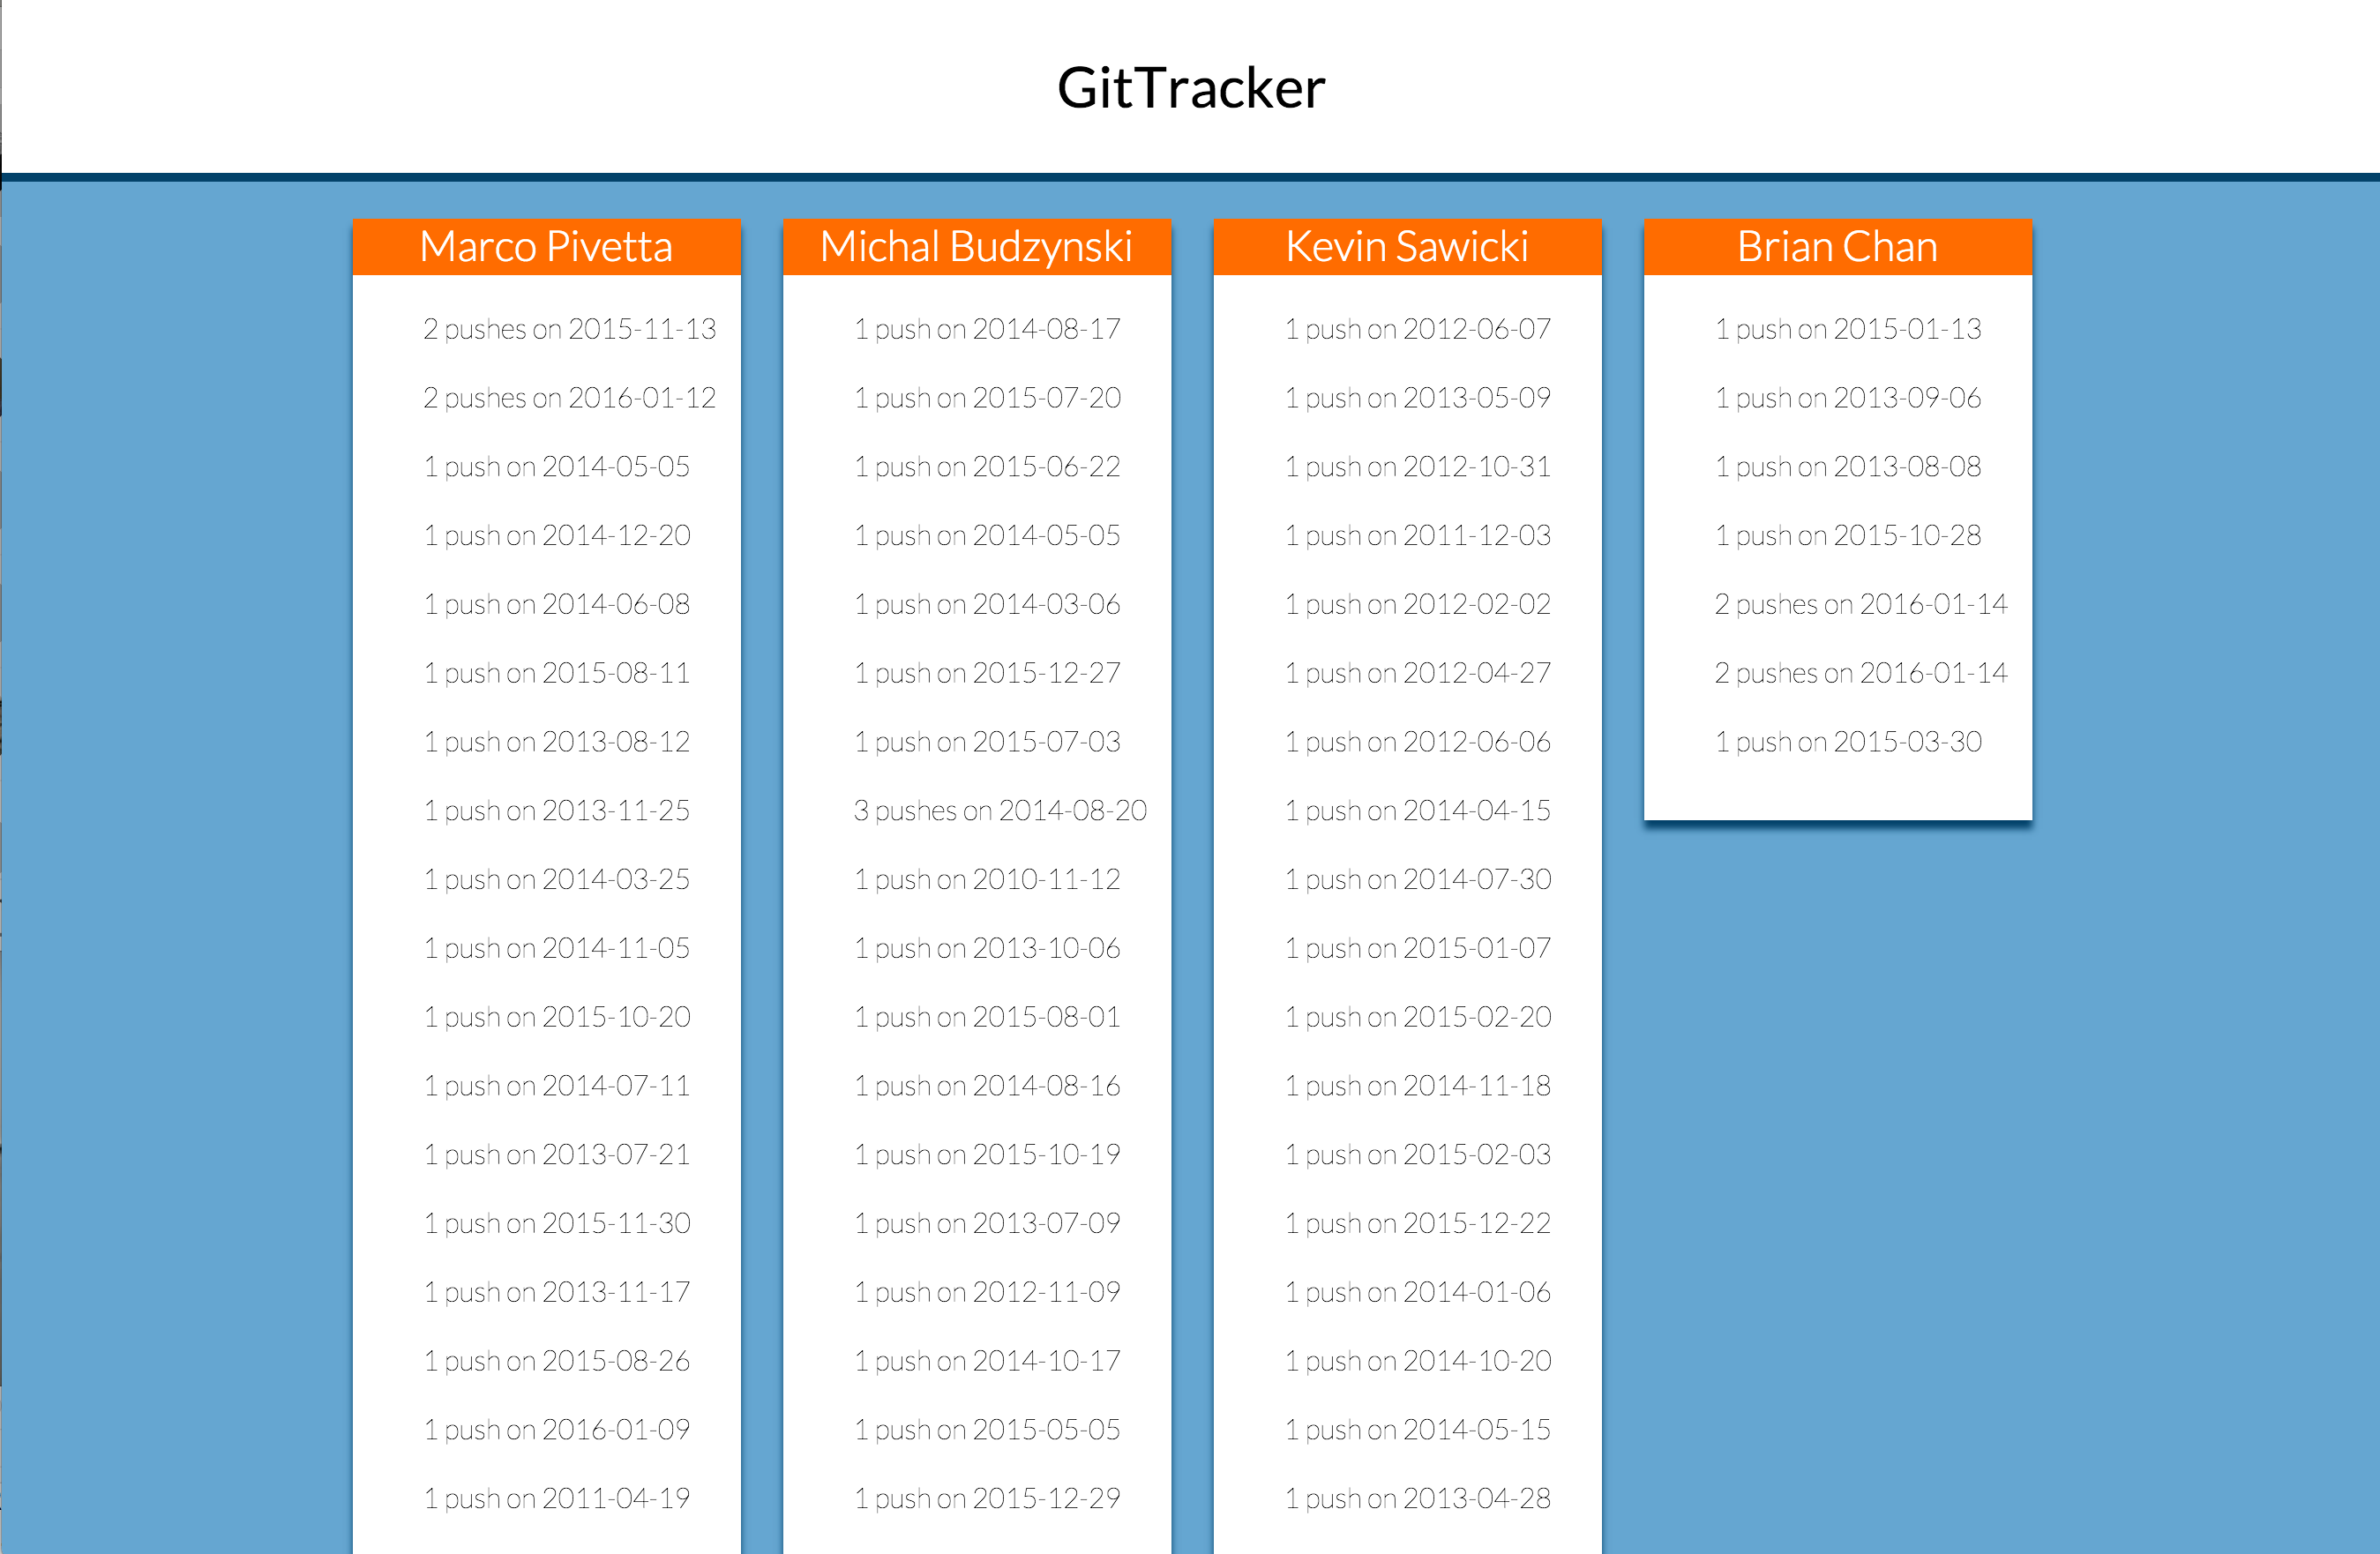 GitTracker
Marco Pivetta
2 pushes on 2015-11-13
2 pushes on 2016-01-12
1 push on 2014-05-05
1 push on 2014-12-20
1 push on 2014-06-08
1 push on 2015-08-11
1 push on 2013-08-12
1 push on 2013-11-25
1 push on 2014-03-25
1 push on 2014-11-05
1 push on 2015-10-20
1 push on 2014-07-11
1 push on 2013-07-21
1 push on 2015-11-30
1 push on 2013-11-17
1 push on 2015-08-26
1 push on 2016-01-09
1 push on 2011-04-19
Michal Budzynski
1 push on 2014-08-17
1 push on 2015-07-20
1 push on 2015-06-22
1 push on 2014-05-05
1 push on 2014-03-06
1 push on 2015-12-27
1 push on 2015-07-03
3 pushes on 2014-08-20
1 push on 2010-11-12
1 push on 2013-10-06
1 push on 2015-08-01
1 push on 2014-08-16
1 push on 2015-10-19
1 push on 2013-07-09
1 push on 2012-11-09
1 push on 2014-10-17
1 push on 2015-05-05
1 push on 2015-12-29
Kevin Sawicki
1 push on 2012-06-07
1 push on 2013-05-09
1 push on 2012-10-31
1 push on 2011-12-03
1 push on 2012-02-02
1 push on 2012-04-27
1 push on 2012-06-06
1 push on 2014-04-15
1 push on 2014-07-30
1 push on 2015-01-07
1 push on 2015-02-20
1 push on 2014-11-18
1 push on 2015-02-03
1 push on 2015-12-22
1 push on 2014-01-06
1 push on 2014-10-20
1 push on 2014-05-15
1 push on 2013-04-28
Brian Chan
1 push on 2015-01-13
1 push on 2013-09-06
1 push on 2013-08-08
1 push on 2015-10-28
2 pushes on 2016-01-14
2 pushes on 2016-01-14
1 push on 2015-03-30